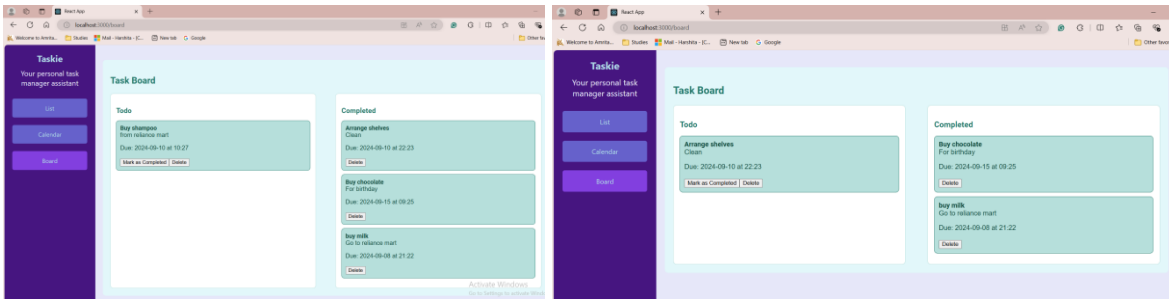 React App
localhost:3000/board
Welcome to Amrita... Studies Mail - Harshita - (C... New tab Google
Taskie
Your personal task
manager assistant
List
Calendar
Board
Task Board
Todo
Buy shampoo
from reliance mart
Due: 2024-09-10 at 10:27
Mark as Completed Delete
Completed
Arrange shelves
Clean
Due: 2024-09-10 at 22:23
Delete
Buy chocolate
For birthday
Due: 2024-09-15 at 09:25
Delete
buy milk
Go to reliance mart
Due: 2024-09-08 at 21:22
Delete
Activate Windows
Go to Settings to activate Wind
React App
localhost:3000/board
Welcome to Amrita... Studies Mail - Harshita - (C... New tab Google Other favor
Taskie
Your personal task
manager assistant
List
Calendar
Board
Task Board
Todo
Arrange shelves
Clean
Due: 2024-09-10 at 22:23
Mark as Completed Delete
Completed
Buy chocolate
For birthday
Due: 2024-09-15 at 09:25
Delete
buy milk
Go to reliance mart
Due: 2024-09-08 at 21:22
Delete